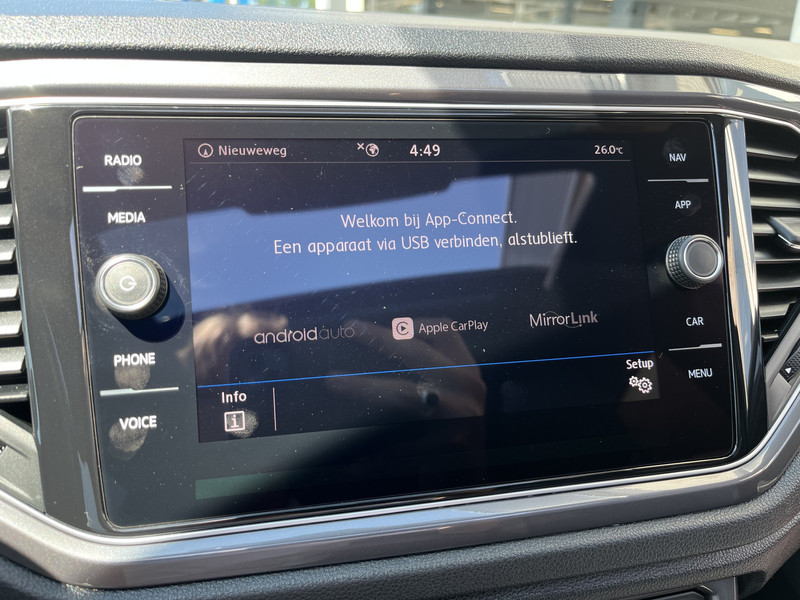 RADIO
MEDIA
PHONE
VOICE
Nieuweweg 4:49 26.0°C
Welkom bij App-Connect.
Een apparaat via USB verbinden, alstublieft.
androidauto Apple CarPlay MirrorLink
Info Setup
i
NAV
APP
CAR
MENU